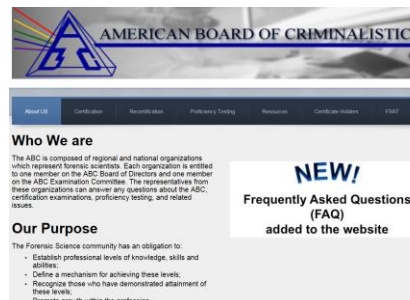 AMERICAN BOARD OF CRIMINALISTIC
ABC
About US Certification Recertification Proficiency Testing Resources Certificate Holders FSAT
Who We are
The ABC is composed of regional and national organizations
which represent forensic scientists. Each organization is entitled
to one member on the ABC Board of Directors and one member
on the ABC Examination Committee. The representatives from
these organizations can answer any questions about the ABC,
certification examinations, proficiency testing, and related
issues.
NEW!
Frequently Asked Questions
(FAQ)
added to the website
Our Purpose
The Forensic Science community has an obligation to:
Establish professional levels of knowledge, skills and
abilities;
Define a mechanism for achieving these levels;
Recognize those who have demonstrated attainment of
these levels;
Promote growth within the profession